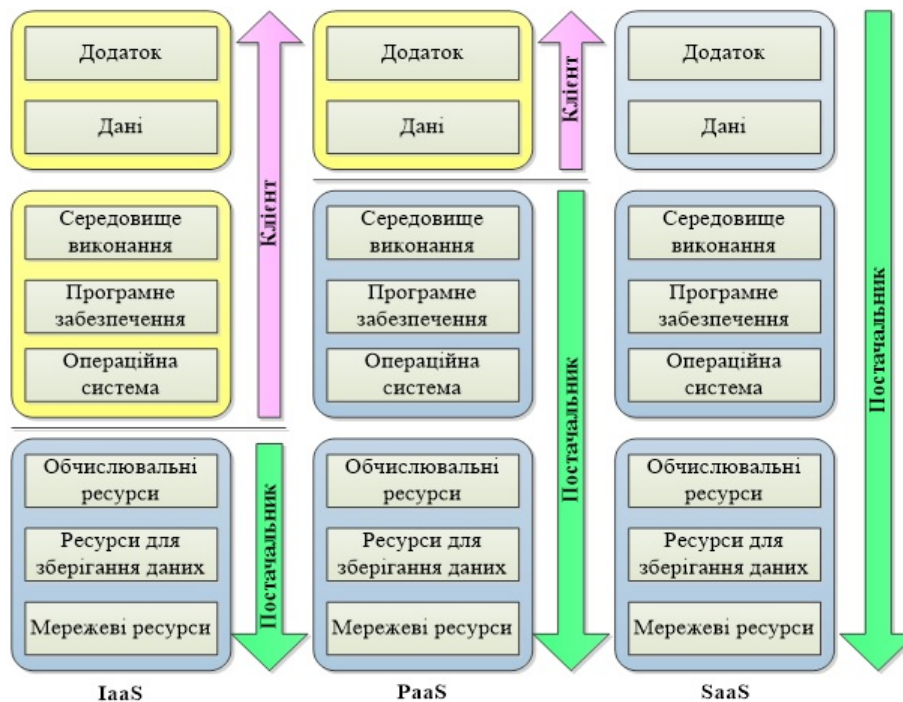 Додаток
Дані
Середовище
виконання
Програмне
забезпечення
Операційна
система
Обчислювальні
ресурси
Ресурси для
зберігання даних
Мережеві ресурси
Клієнт
Постачальник
IaaS
Додаток
Дані
Середовище
виконання
Програмне
забезпечення
Операційна
система
Обчислювальні
ресурси
Ресурси для
зберігання даних
Мережеві ресурси
Клієнт
Постачальник
PaaS
Додаток
Дані
Середовище
виконання
Програмне
забезпечення
Операційна
система
Обчислювальні
ресурси
Ресурси для
зберігання даних
Мережеві ресурси
Постачальник
SaaS